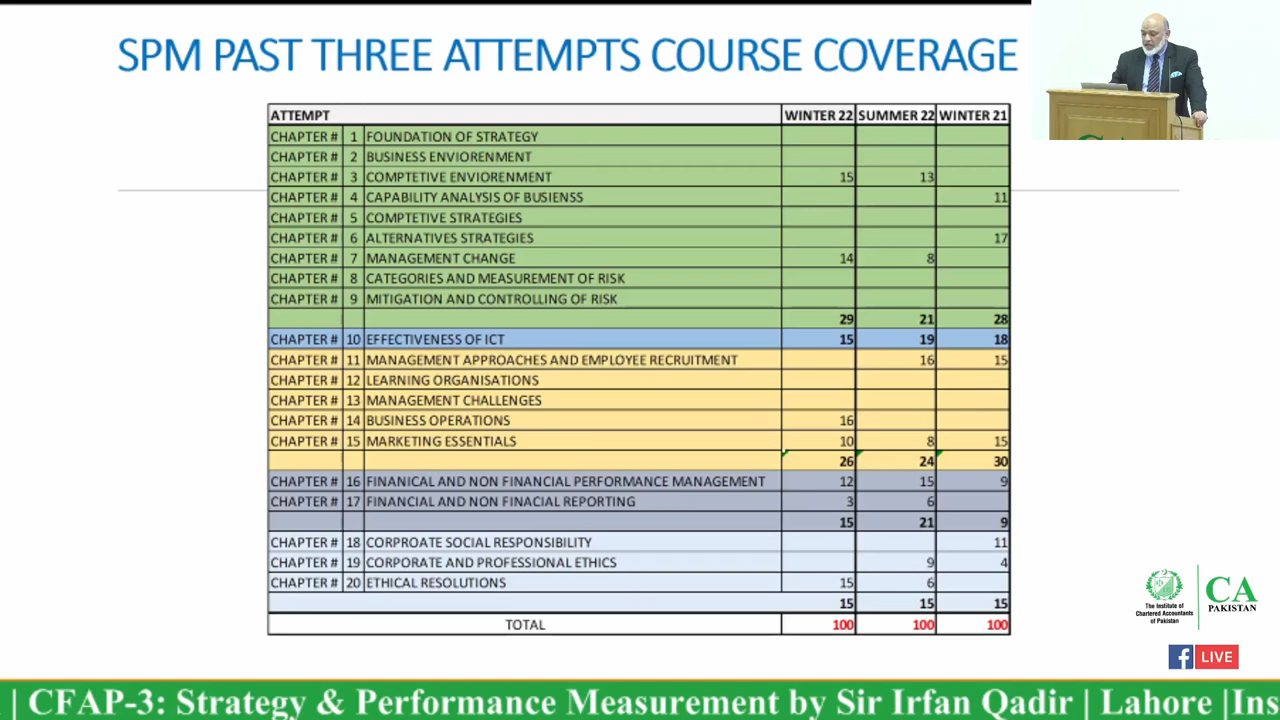 SPM PAST THREE ATTEMPTS COURSE COVERAGE
ATTEMPT WINTER 22 SUMMER 22 WINTER 21
CHAPTER # 1 FOUNDATION OF STRATEGY
CHAPTER # 2 BUSINESS ENVIORENMENT
CHAPTER # 3 COMPTETIVE ENVIORENMENT 15 13
CHAPTER # 4 CAPABILITY ANALYSIS OF BUSIENSS 11
CHAPTER # 5 COMPTETIVE STRATEGIES
CHAPTER # 6 ALTERNATIVES STRATEGIES 17
CHAPTER # 7 MANAGEMENT CHANGE 14 8
CHAPTER # 8 CATEGORIES AND MEASUREMENT OF RISK
CHAPTER # 9 MITIGATION AND CONTROLLING OF RISK
29 21 28
CHAPTER # 10 EFFECTIVENESS OF ICT 15 19 18
CHAPTER # 11 MANAGEMENT APPROACHES AND EMPLOYEE RECRUITMENT 16 15
CHAPTER # 12 LEARNING ORGANISATIONS
CHAPTER # 13 MANAGEMENT CHALLENGES
CHAPTER # 14 BUSINESS OPERATIONS 16
CHAPTER # 15 MARKETING ESSENTIALS 10 8 15
26 24 30
CHAPTER # 16 FINANICAL AND NON FINANCIAL PERFORMANCE MANAGEMENT 12 15 9
CHAPTER # 17 FINANCIAL AND NON FINACIAL REPORTING 3 6
15 21 9
CHAPTER # 18 CORPROATE SOCIAL RESPONSIBILITY 11
CHAPTER # 19 CORPORATE AND PROFESSIONAL ETHICS 9 4
CHAPTER # 20 ETHICAL RESOLUTIONS 15 6
15 15 15
TOTAL 100 100 100
The Institute of
Chartered Accountants
of Pakistan
CA
PAKISTAN
f LIVE
| CFAP-3: Strategy & Performance Measurement by Sir Irfan Qadir | Lahore |Ins